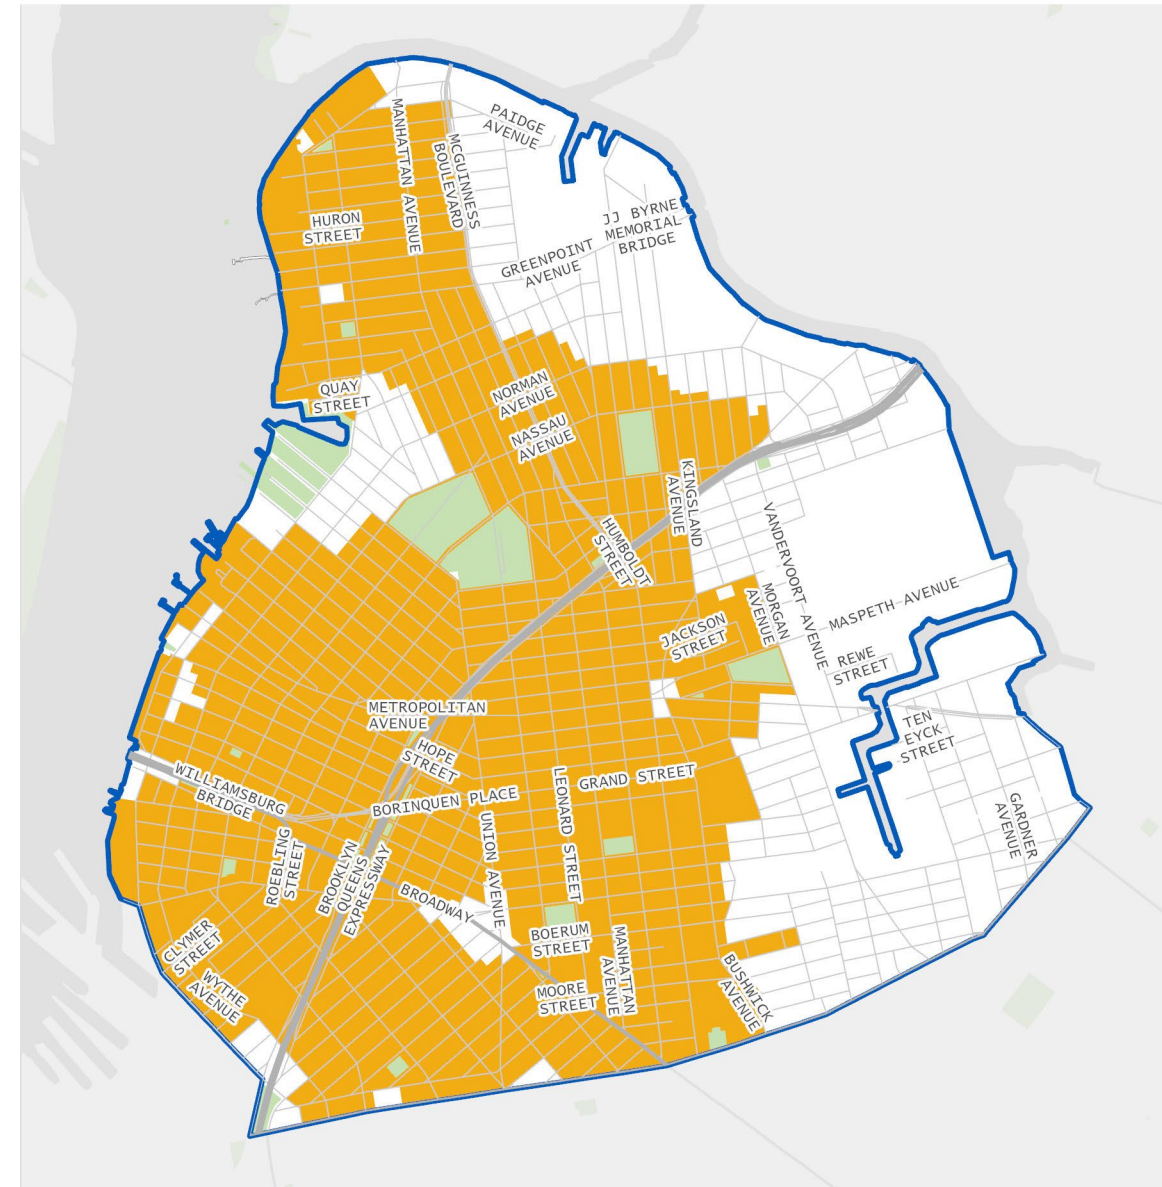 PAIDGE
AVENUE
MANHATTAN AVENUE
MCGUINNESS
BOULEVARD
HURON
STREET
JJ BYRNE
MEMORIAL
BRIDGE
GREENPOINT
AVENUE
QUAY
STREET
NORMAN
AVENUE
NASSAU
AVENUE
KINGSLAND
AVENUE
HUMBOLDT
STREET
VANDERVOORT AVENUE
MORGAN
AVENUE
MASPETH AVENUE
JACKSON
STREET
REWE
STREET
METROPOLITAN
AVENUE
TEN
EYCK
STREET
HOPE
STREET
WILLIAMSBURG
BRIDGE
GRAND STREET
BORINQUEN PLACE
LEONARD STREET
UNION AVENUE
GARDNER
AVENUE
ROEBLING
STREET
BROOKLYN
QUEENS
EXPRESSWAY
BROADWAY
CLYMER
STREET
BOERUM
STREET
MANHATTAN
AVENUE
WYTHE
AVENUE
MOORE
STREET
BUSHWICK
AVENUE